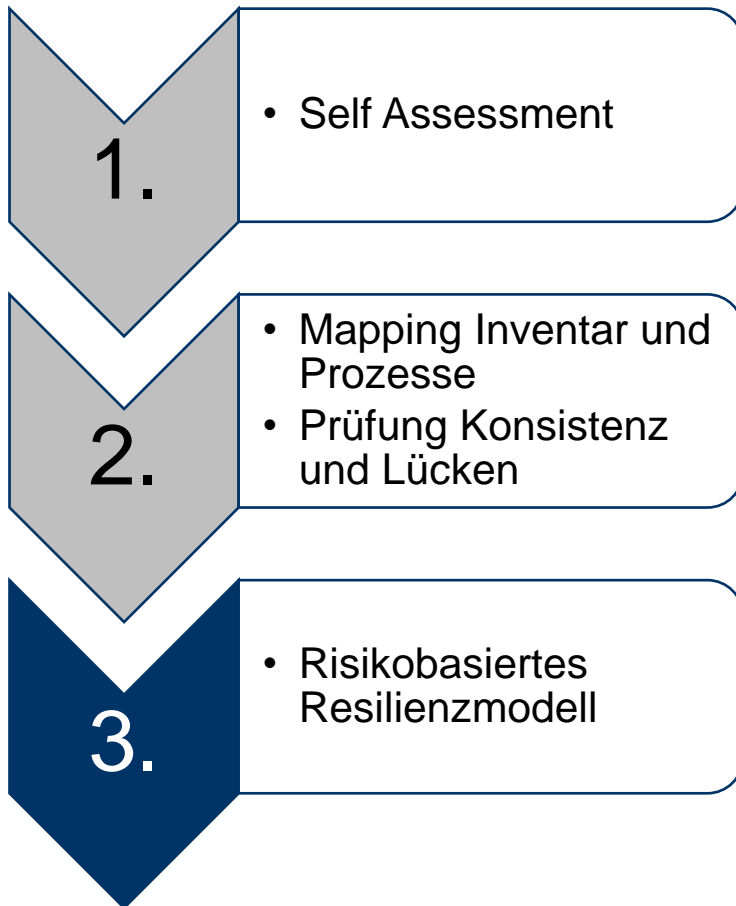 1.
• Self Assessment
2.
• Mapping Inventar und
Prozesse
• Prüfung Konsistenz
und Lücken
3.
• Risikobasiertes
Resilienzmodell